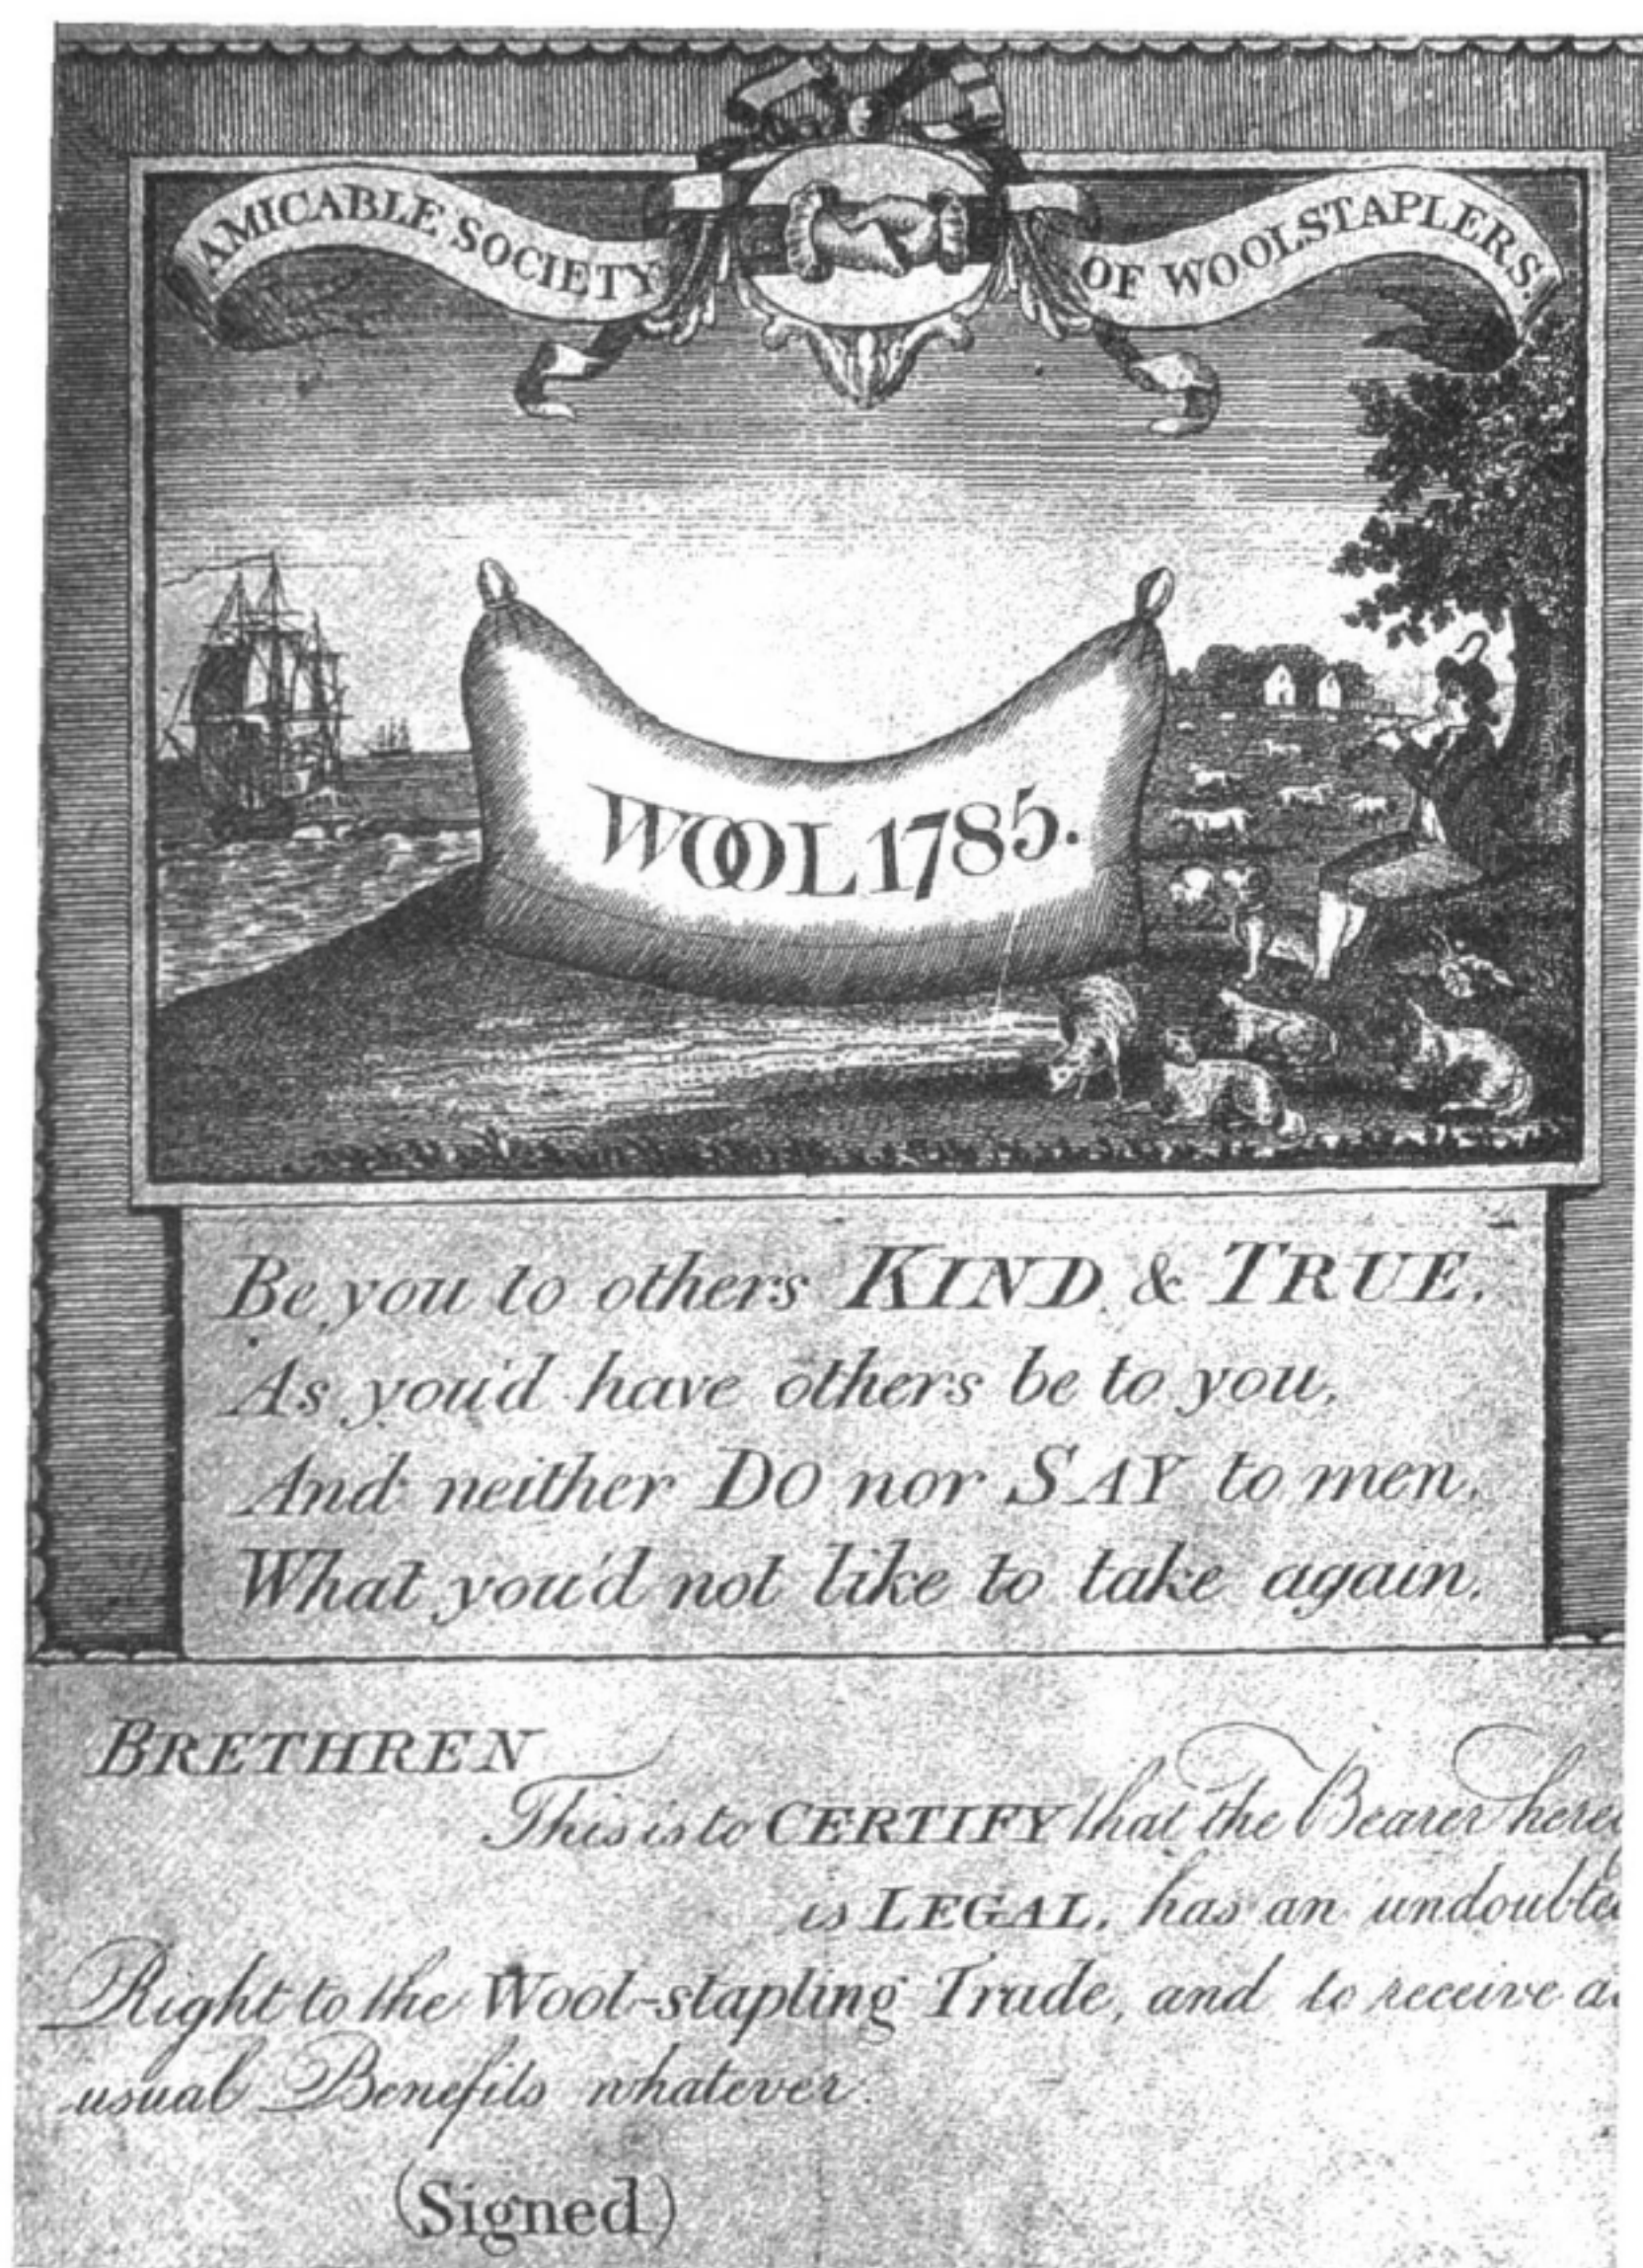 AMICABLE SOCIETY OF WOOLSTAPLERS.
WOOL 1785.
Be you to others KIND & TRUE,
As you'd have others be to you,
And neither DO nor SAY to men,
What you'd not like to take again.
BRETHREN
This is to CERTIFY that the Bearer
is LEGAL, has an
Right to the Wool-stapling Trade, and to receive
usual Benefits whatever.
(Signed)